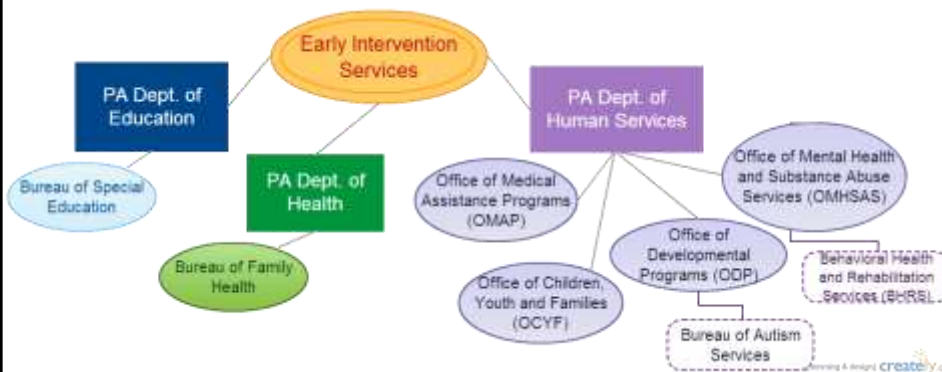 Early Intervention
Services
PA Dept. of
Education
PA Dept. of
Human Services
Bureau of Special
Education
PA Dept. of
Health
Office of Medical
Assistance Programs
(OMAP)
Office of Mental Health
and Substance Abuse
Services (OMHSAS)
Bureau of Family
Health
Office of Children,
Youth and Families
(OCYF)
Office of
Developmental
Programs (ODP)
Behavioral Health
and Rehabilitation
Services (BHRS)
Bureau of Autism
Services
creately